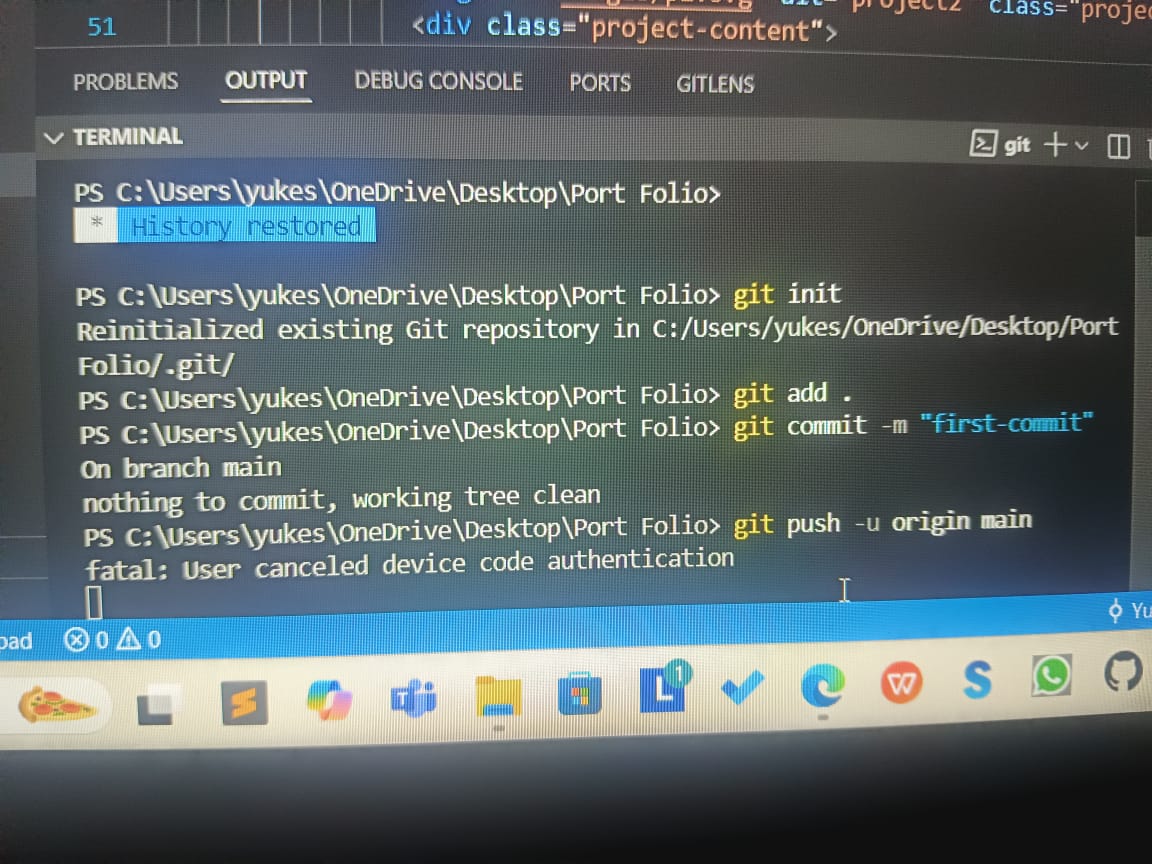 51 <div class="project-content">
class="proje
PROBLEMS OUTPUT DEBUG CONSOLE PORTS GITLENS
TERMINAL git
PS C:\Users\yukes\OneDrive\Desktop\Port Folio>
* History restored
PS C:\Users\yukes\OneDrive\Desktop\Port Folio> git init
Reinitialized existing Git repository in C:/Users/yukes/OneDrive/Desktop/Port
Folio/.git/
PS C:\Users\yukes\OneDrive\Desktop\Port Folio> git add .
PS C:\Users\yukes\OneDrive\Desktop\Port Folio> git commit -m "first-commit"
On branch main
nothing to commit, working tree clean
PS C:\Users\yukes\OneDrive\Desktop\Port Folio> git push -u origin main
fatal: User canceled device code authentication
oad 0 0 Yu
L 1 W S